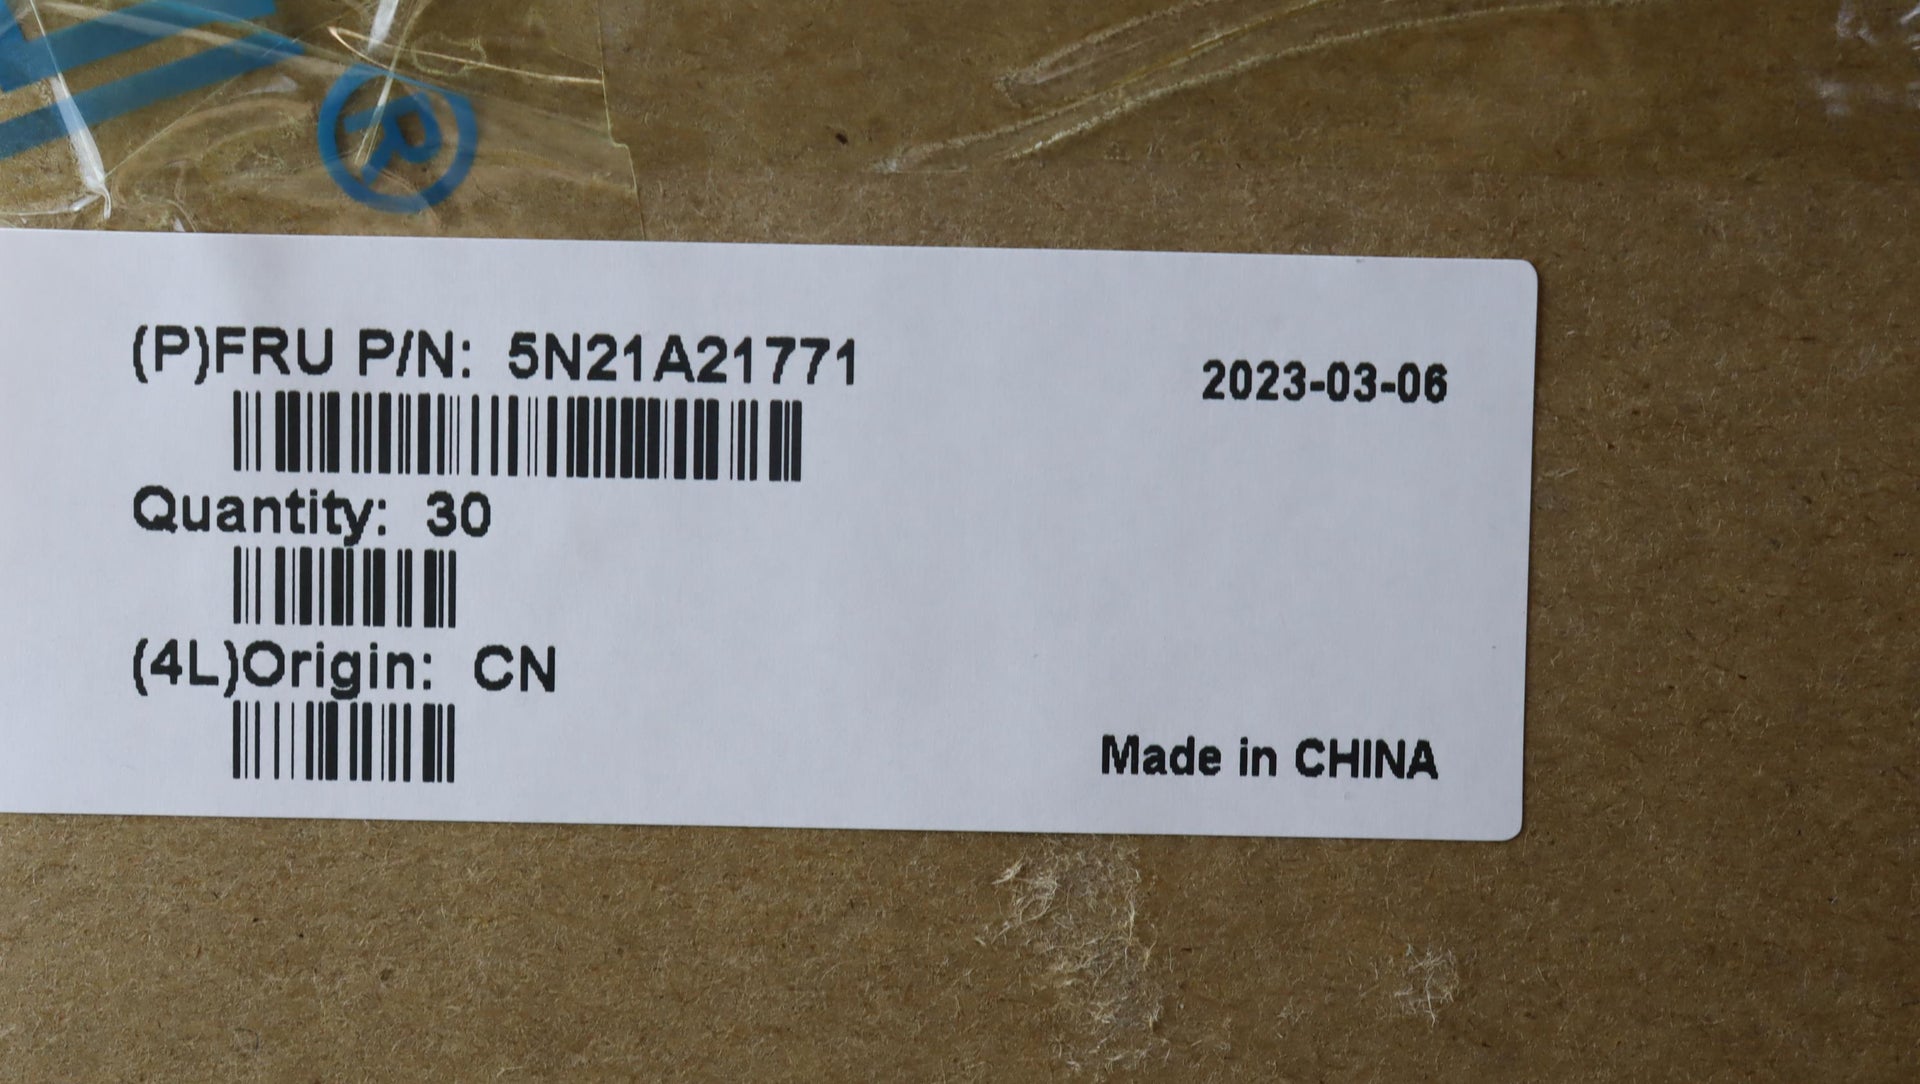 ®
(P)FRU P/N: 5N21A21771
2023-03-06
Quantity: 30
(4L)Origin: CN
Made in CHINA